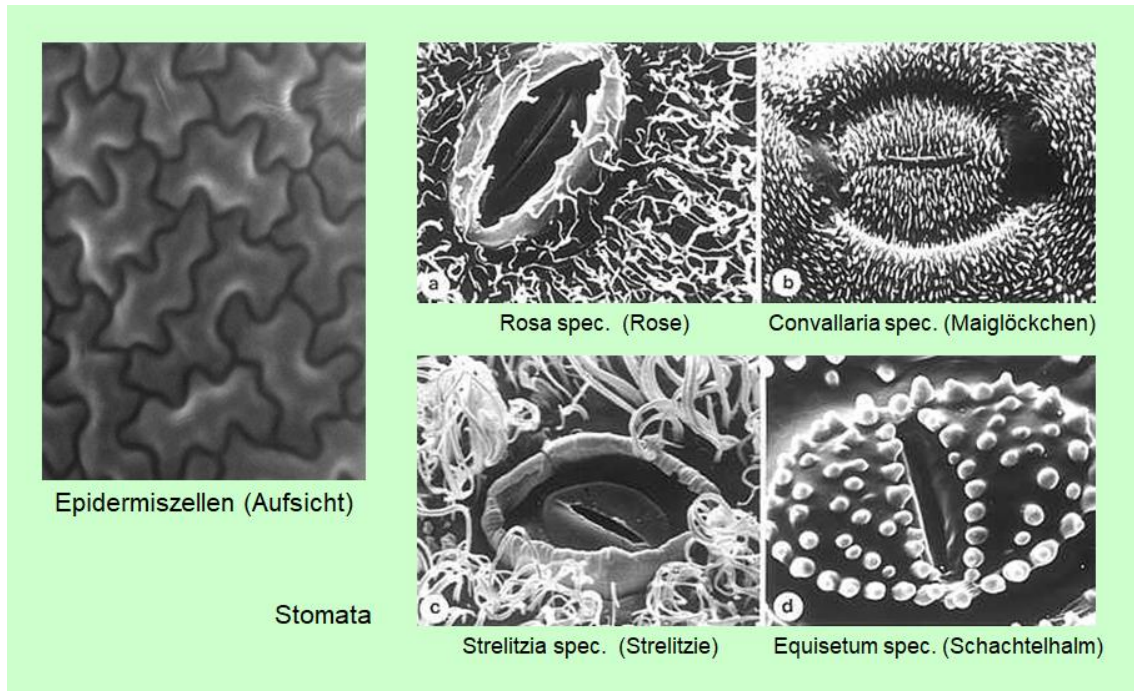 Epidermiszellen (Aufsicht)
Stomata
a
Rosa spec. (Rose)
b
Convallaria spec. (Maiglöckchen)
c
Strelitzia spec. (Strelitzie)
d
Equisetum spec. (Schachtelhalm)